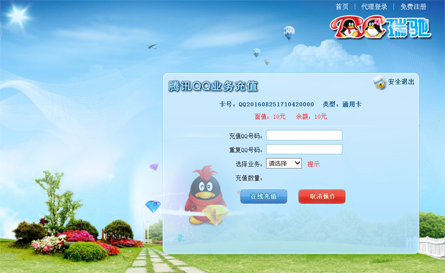 首页 | 代理登录 | 免费注册
瑞驰
腾讯QQ业务充值
安全退出
卡号：QQ201608251710420000 类型：通用卡
面值：10元 余额：10元
充值QQ号码：
重复QQ号码：
选择业务： 请选择 提示
充值数量：
在线充值 取消操作